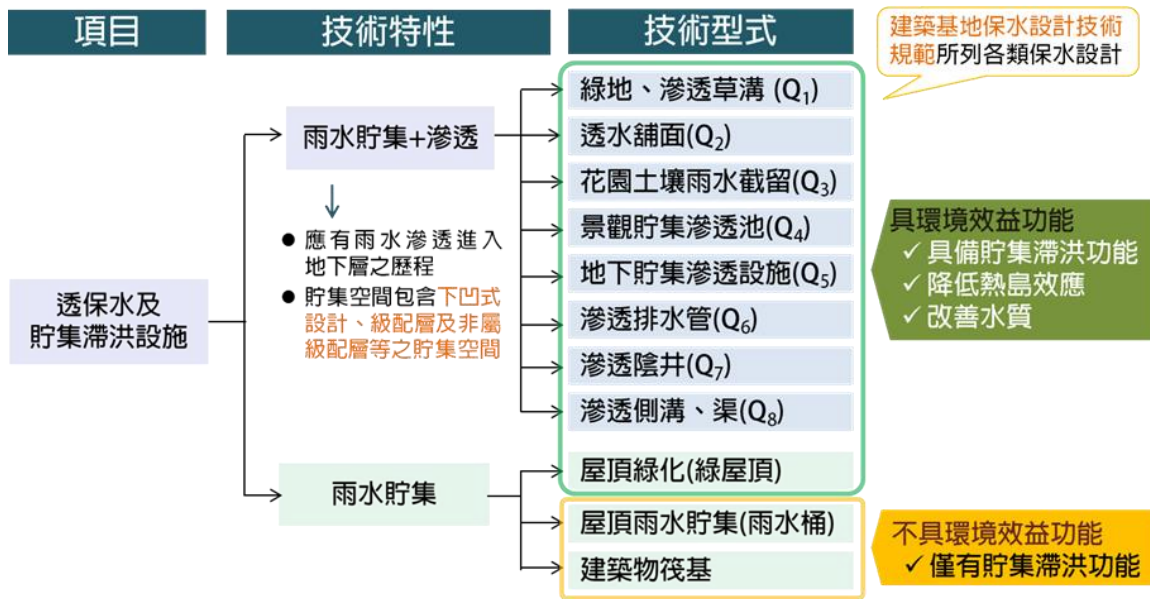 項目
技術特性
技術型式
建築基地保水設計技術
規範所列各類保水設計
透保水及
貯集滯洪設施
雨水貯集+滲透
● 應有雨水滲透進入
地下層之歷程
● 貯集空間包含下凹式
設計、級配層及非屬
級配層等之貯集空間
雨水貯集
綠地、滲透草溝 (Q₁)
透水舖面(Q₂)
花園土壤雨水截留(Q₃)
景觀貯集滲透池(Q₄)
地下貯集滲透設施(Q₅)
滲透排水管(Q₆)
滲透陰井(Q₇)
滲透側溝、渠(Q₈)
屋頂綠化(綠屋頂)
屋頂雨水貯集(雨水桶)
建築物筏基
具環境效益功能
✓ 具備貯集滯洪功能
✓ 降低熱島效應
✓ 改善水質
不具環境效益功能
✓ 僅有貯集滯洪功能